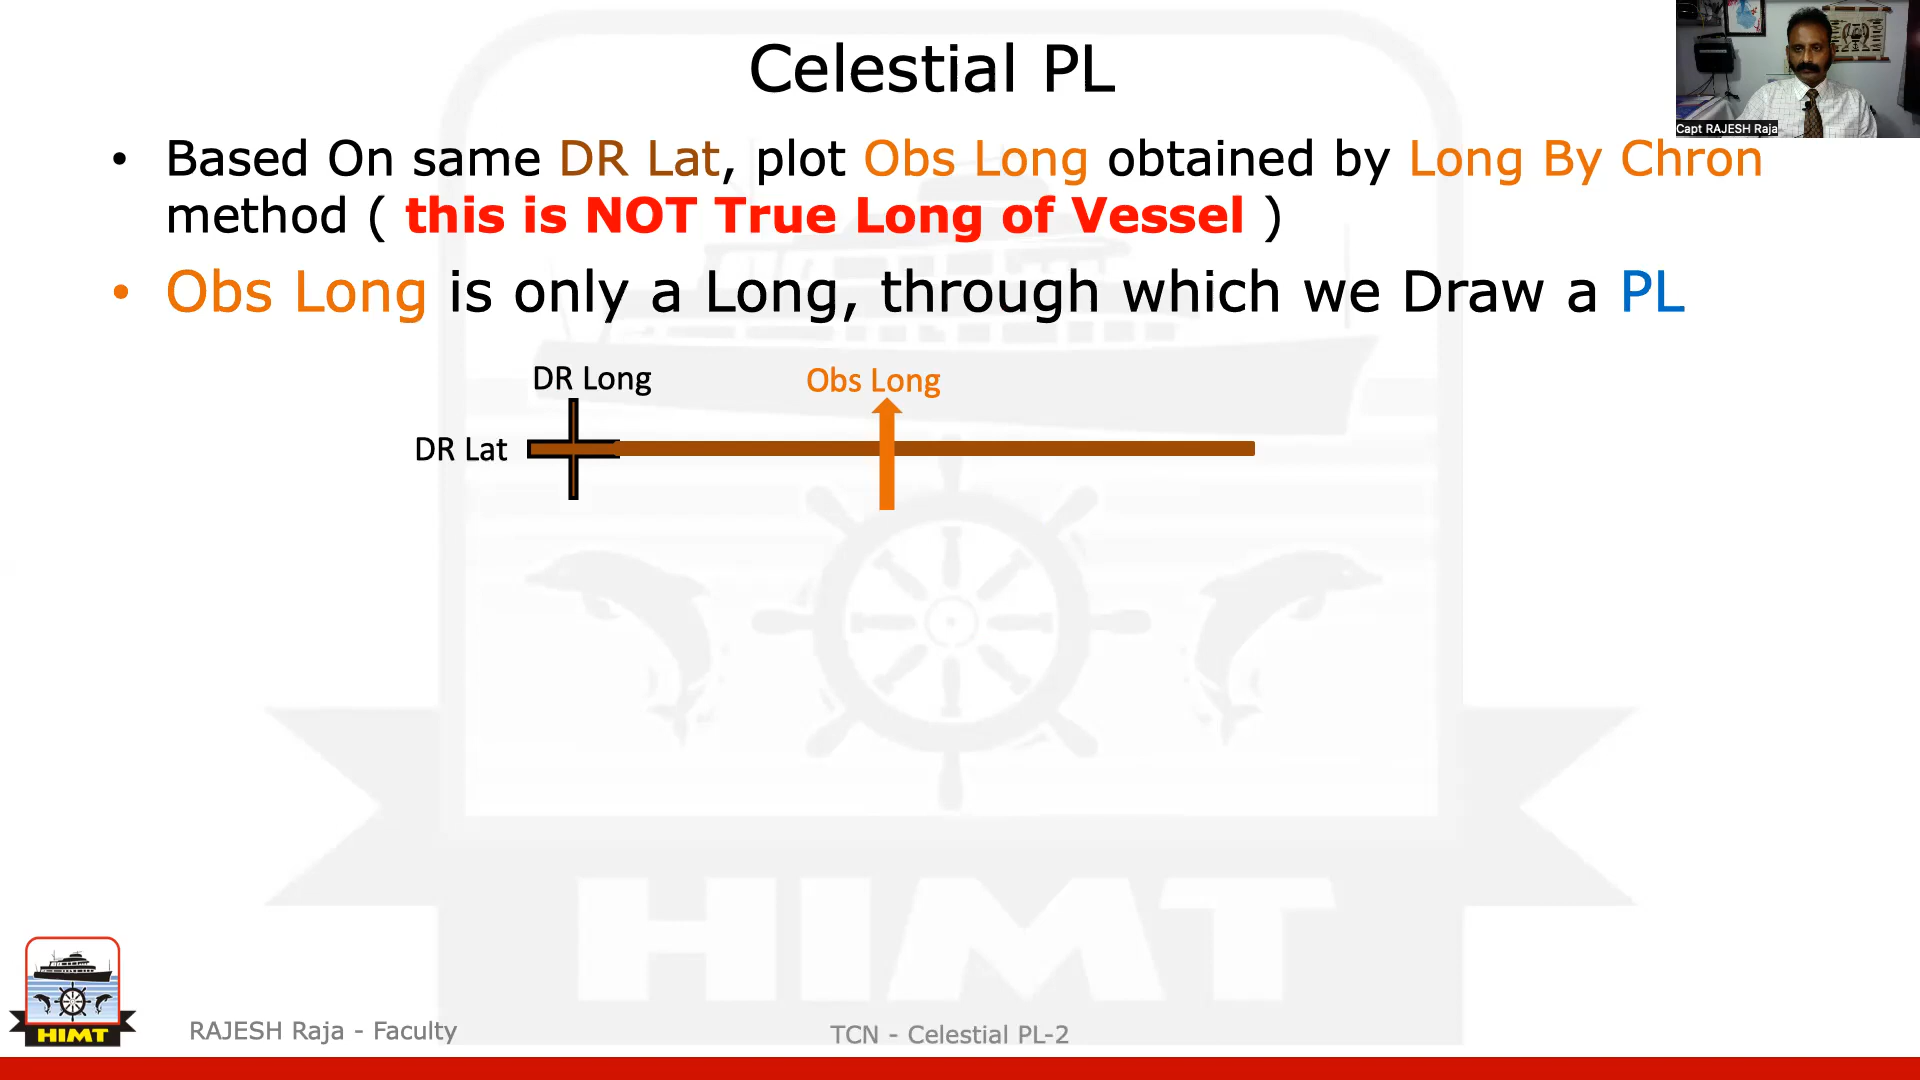 Celestial PL
Capt RAJESH Raja
• Based On same DR Lat, plot Obs Long obtained by Long By Chron
method ( this is NOT True Long of Vessel )
• Obs Long is only a Long, through which we Draw a PL
DR Long
Obs Long
DR Lat
HIMT
HIMT
RAJESH Raja - Faculty
TCN - Celestial PL-2